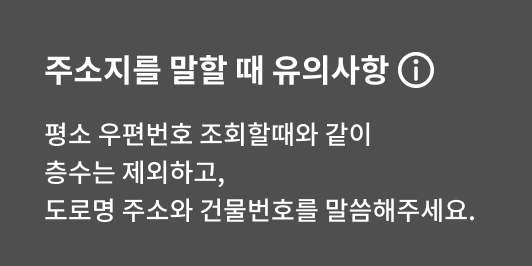 주소지를 말할 때 유의사항 ⓘ
평소 우편번호 조회할때와 같이
층수는 제외하고,
도로명 주소와 건물번호를 말씀해주세요.